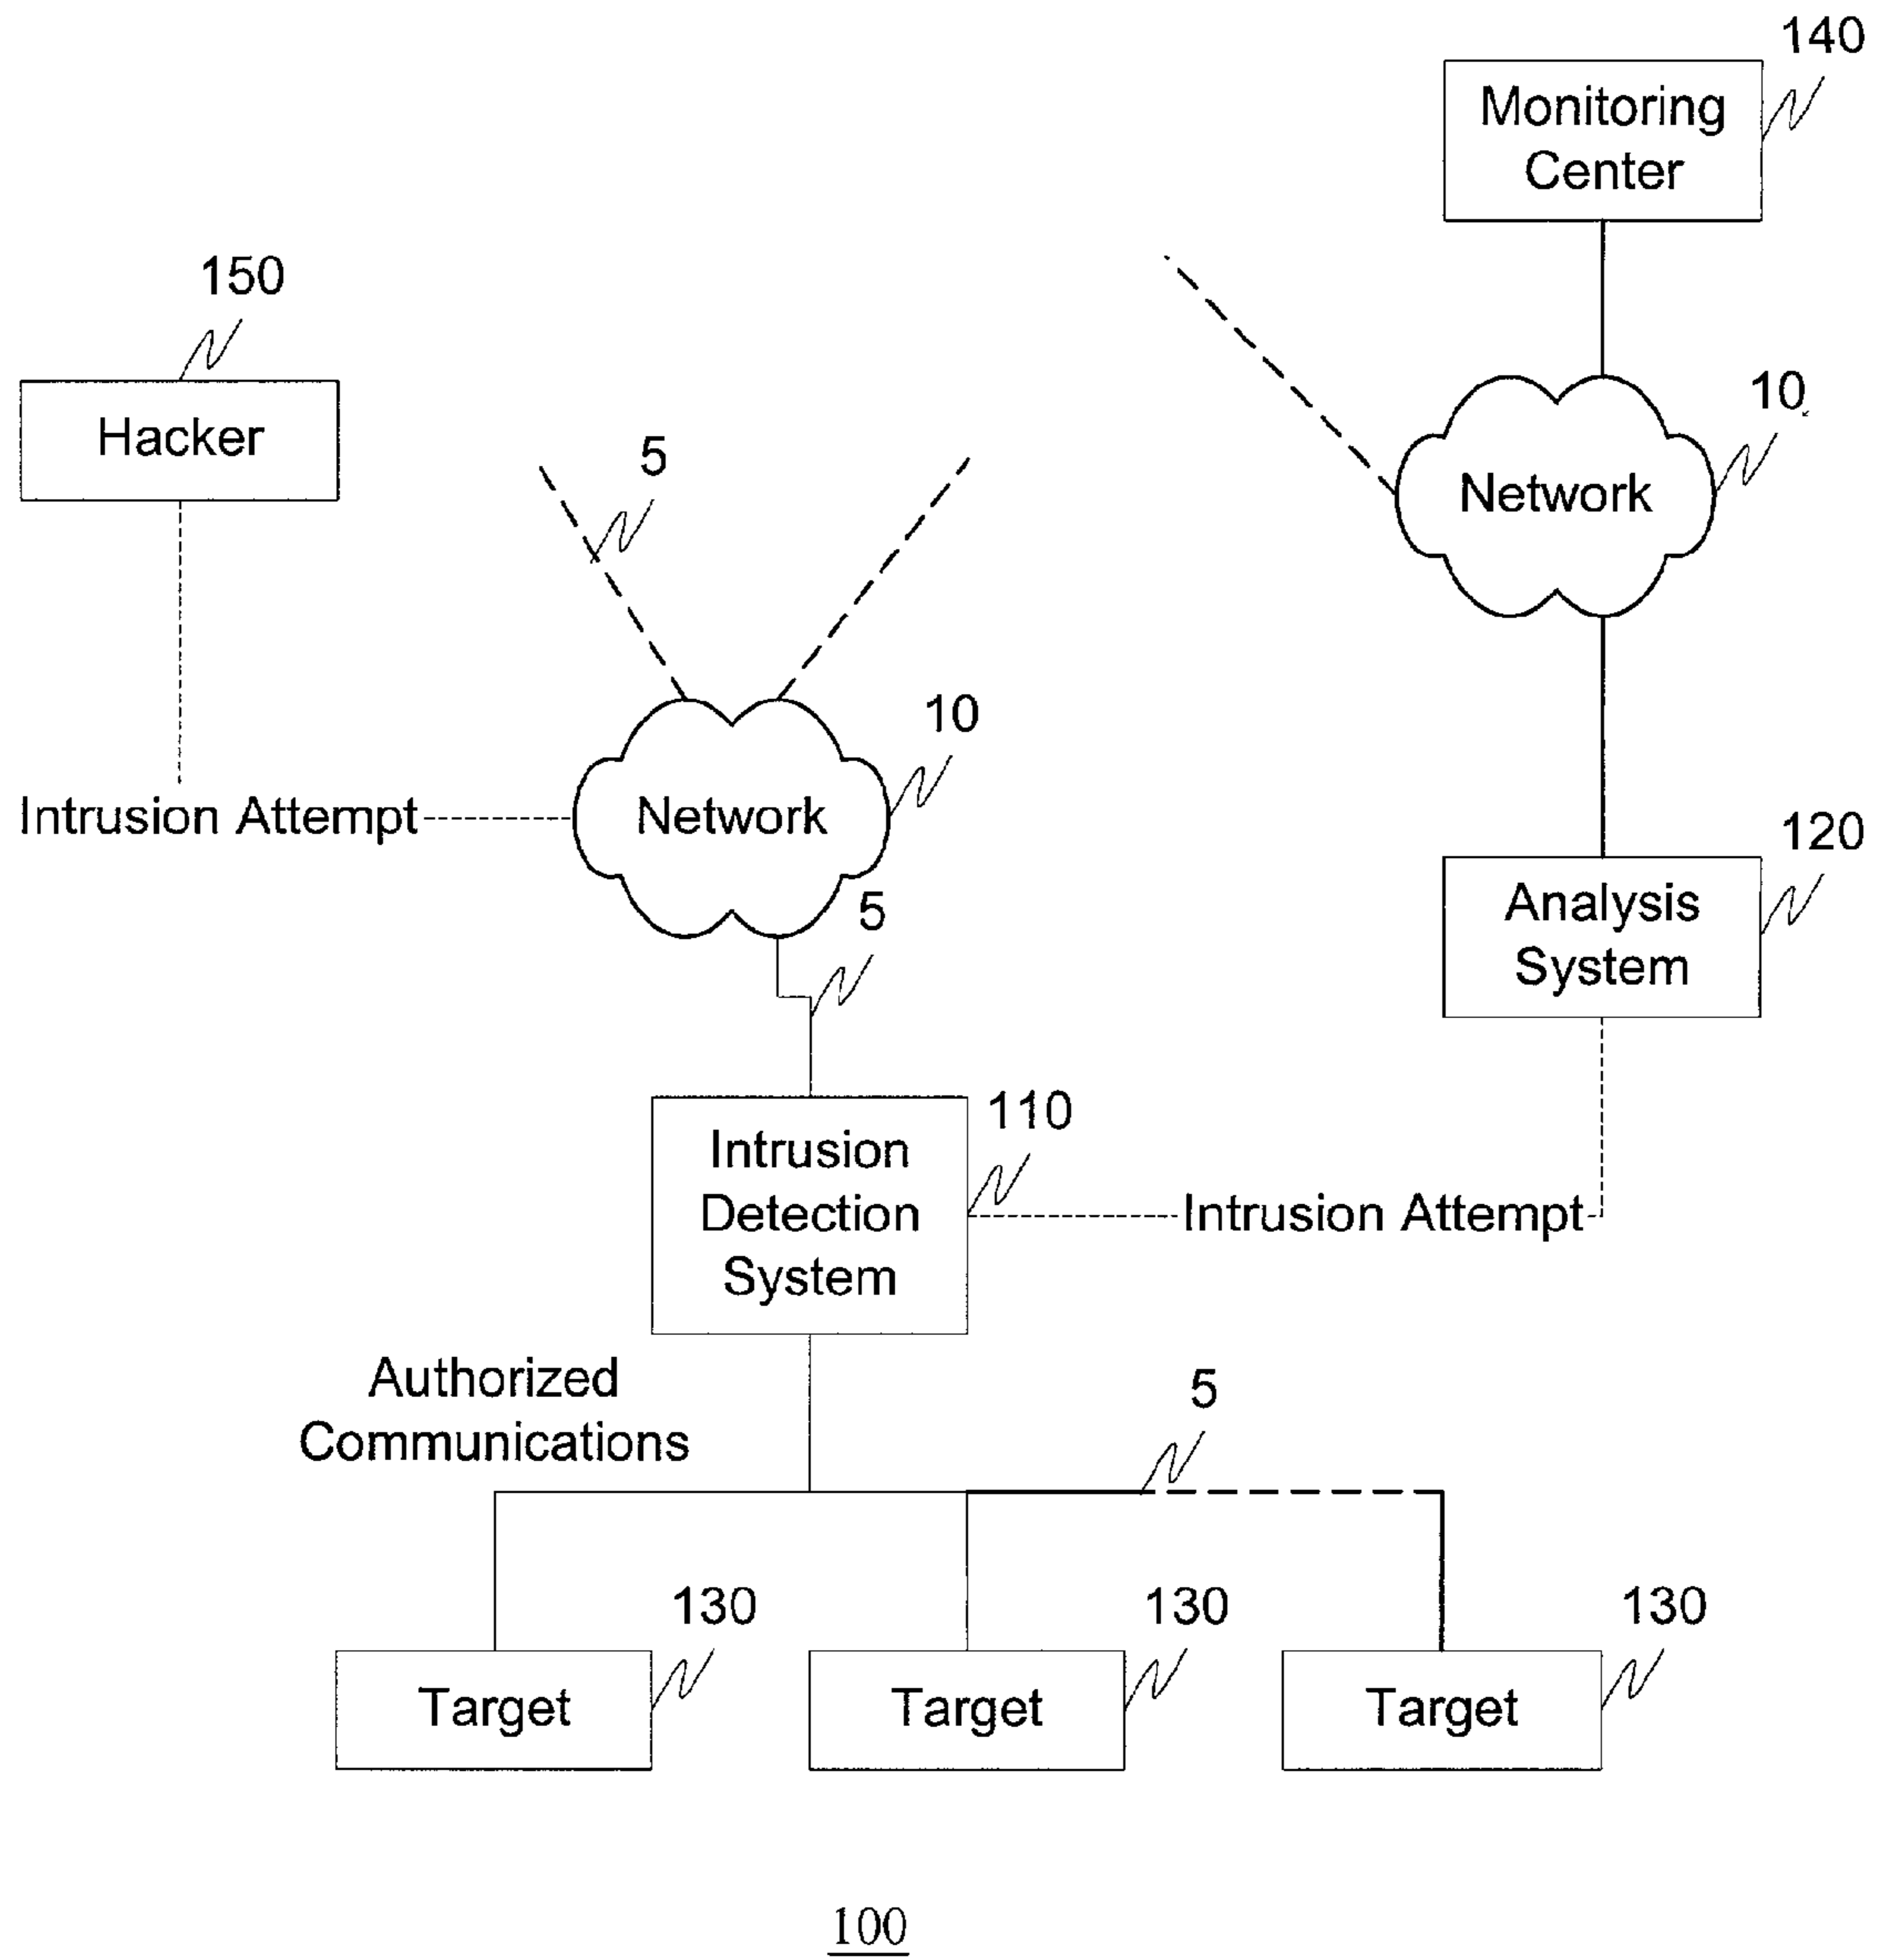 140
Monitoring
Center
150
Hacker
5
10
Network
10
Network
Intrusion Attempt
5
120
Analysis
System
110
Intrusion
Detection
System
Intrusion Attempt
Authorized
Communications
5
130
130
130
Target
Target
Target
100